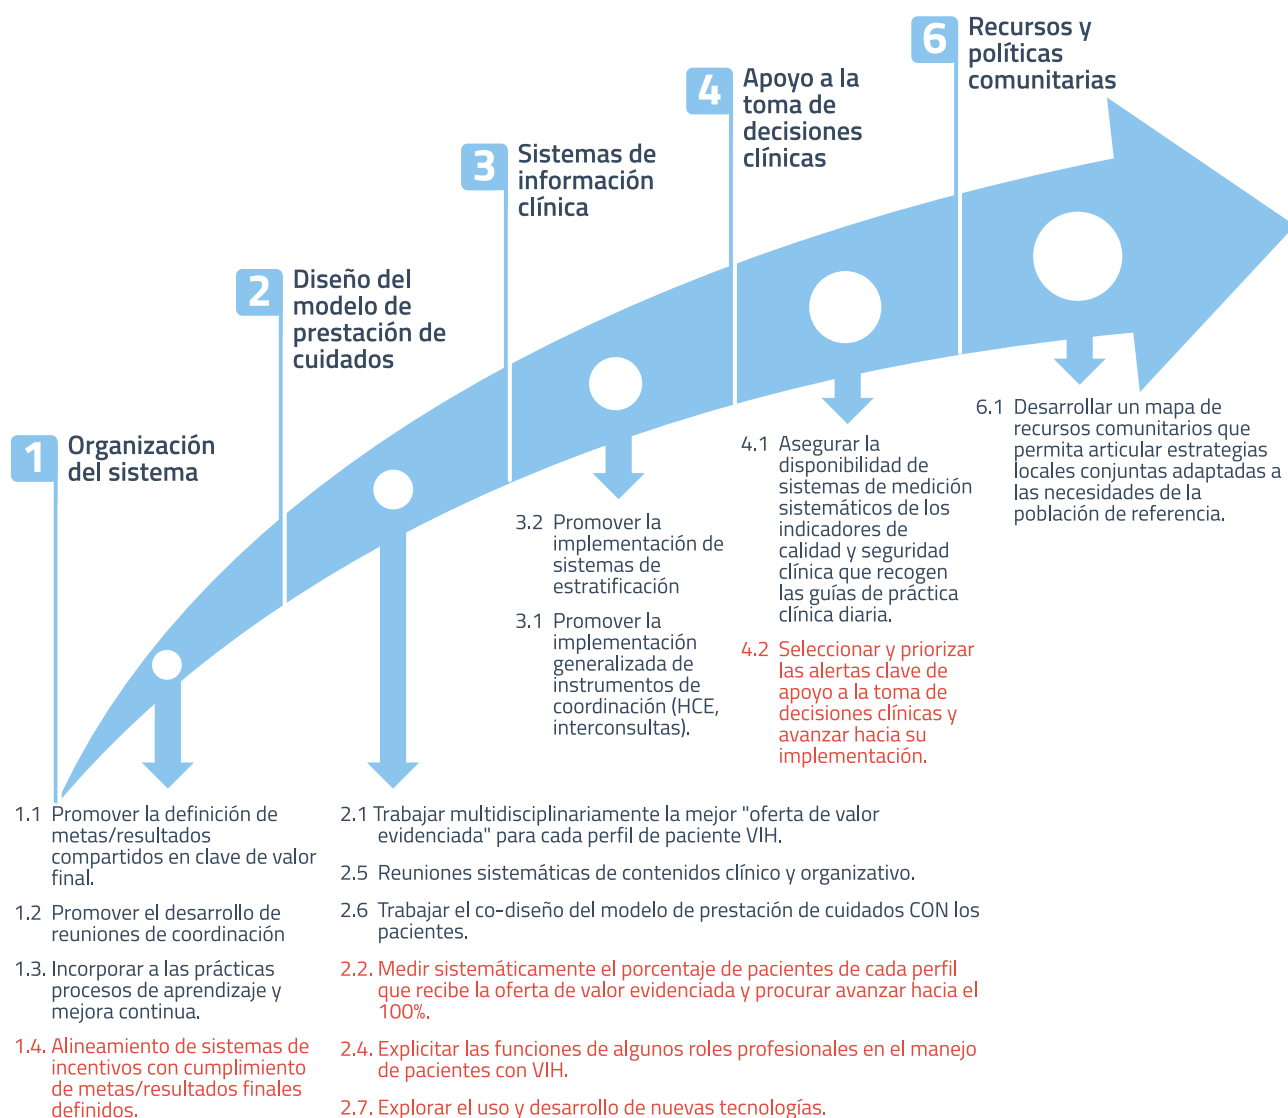 1
Organización
del sistema
2
Diseño del
modelo de
prestación de
cuidados
3
Sistemas de
información
clínica
4
Apoyo a la
toma de
decisiones
clínicas
6
Recursos y
políticas
comunitarias
1.1 Promover la definición de
metas/resultados
compartidos en clave de valor
final.
1.2 Promover el desarrollo de
reuniones de coordinación
1.3. Incorporar a las prácticas
procesos de aprendizaje y
mejora continua.
1.4. Alineamiento de sistemas de
incentivos con cumplimiento
de metas/resultados finales
definidos.
2.1 Trabajar multidisciplinariamente la mejor "oferta de valor
evidenciada" para cada perfil de paciente VIH.
2.5 Reuniones sistemáticas de contenidos clínico y organizativo.
2.6 Trabajar el co-diseño del modelo de prestación de cuidados CON los
pacientes.
2.2. Medir sistemáticamente el porcentaje de pacientes de cada perfil
que recibe la oferta de valor evidenciada y procurar avanzar hacia el
100%.
2.4. Explicitar las funciones de algunos roles profesionales en el manejo
de pacientes con VIH.
2.7. Explorar el uso y desarrollo de nuevas tecnologías.
3.2 Promover la
implementación de
sistemas de
estratificación
3.1 Promover la
implementación
generalizada de
instrumentos de
coordinación (HCE,
interconsultas).
4.1 Asegurar la
disponibilidad de
sistemas de medición
sistemáticos de los
indicadores de
calidad y seguridad
clínica que recogen
las guías de práctica
clínica diaria.
4.2 Seleccionar y priorizar
las alertas clave de
apoyo a la toma de
decisiones clínicas y
avanzar hacia su
implementación.
6.1 Desarrollar un mapa de
recursos comunitarios que
permita articular estrategias
locales conjuntas adaptadas a
las necesidades de la
población de referencia.